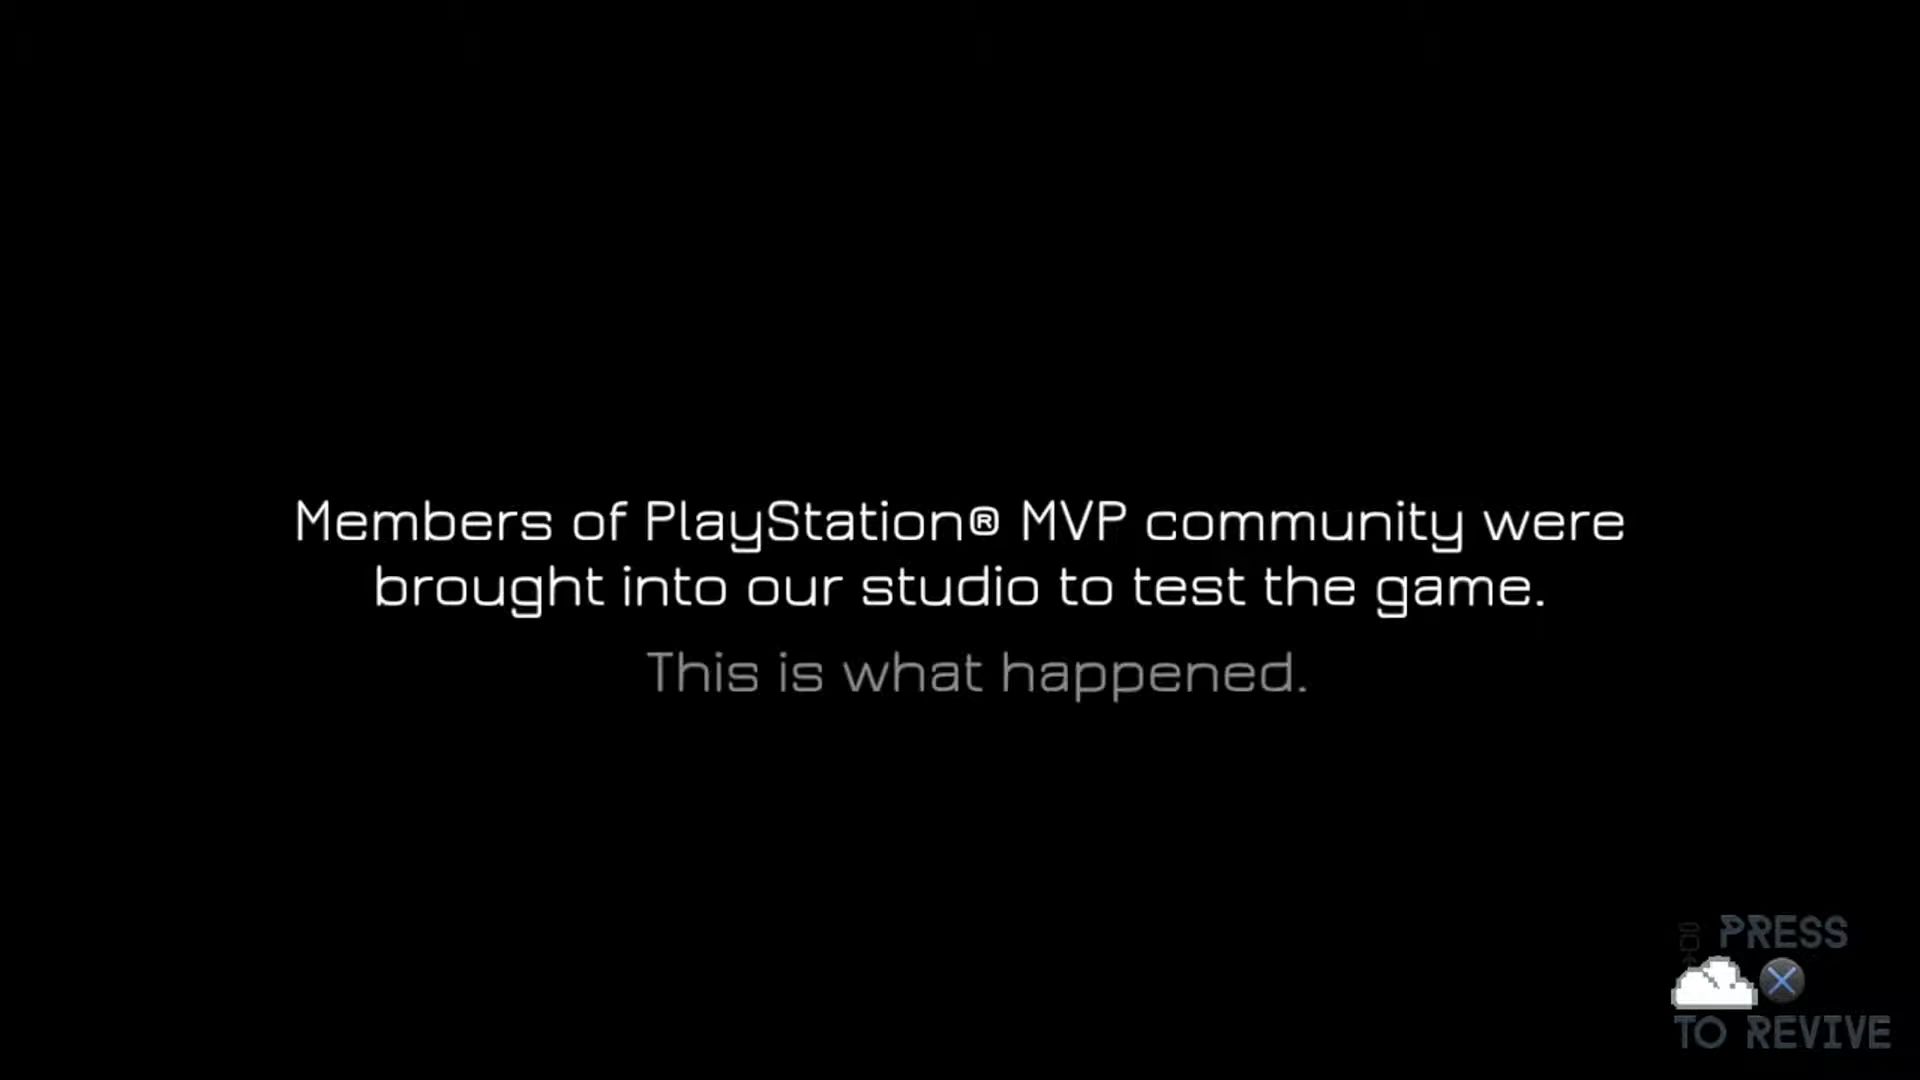 Members of PlayStation® MVP community were
brought into our studio to test the game.
This is what happened.
PRESS
TO REVIVE